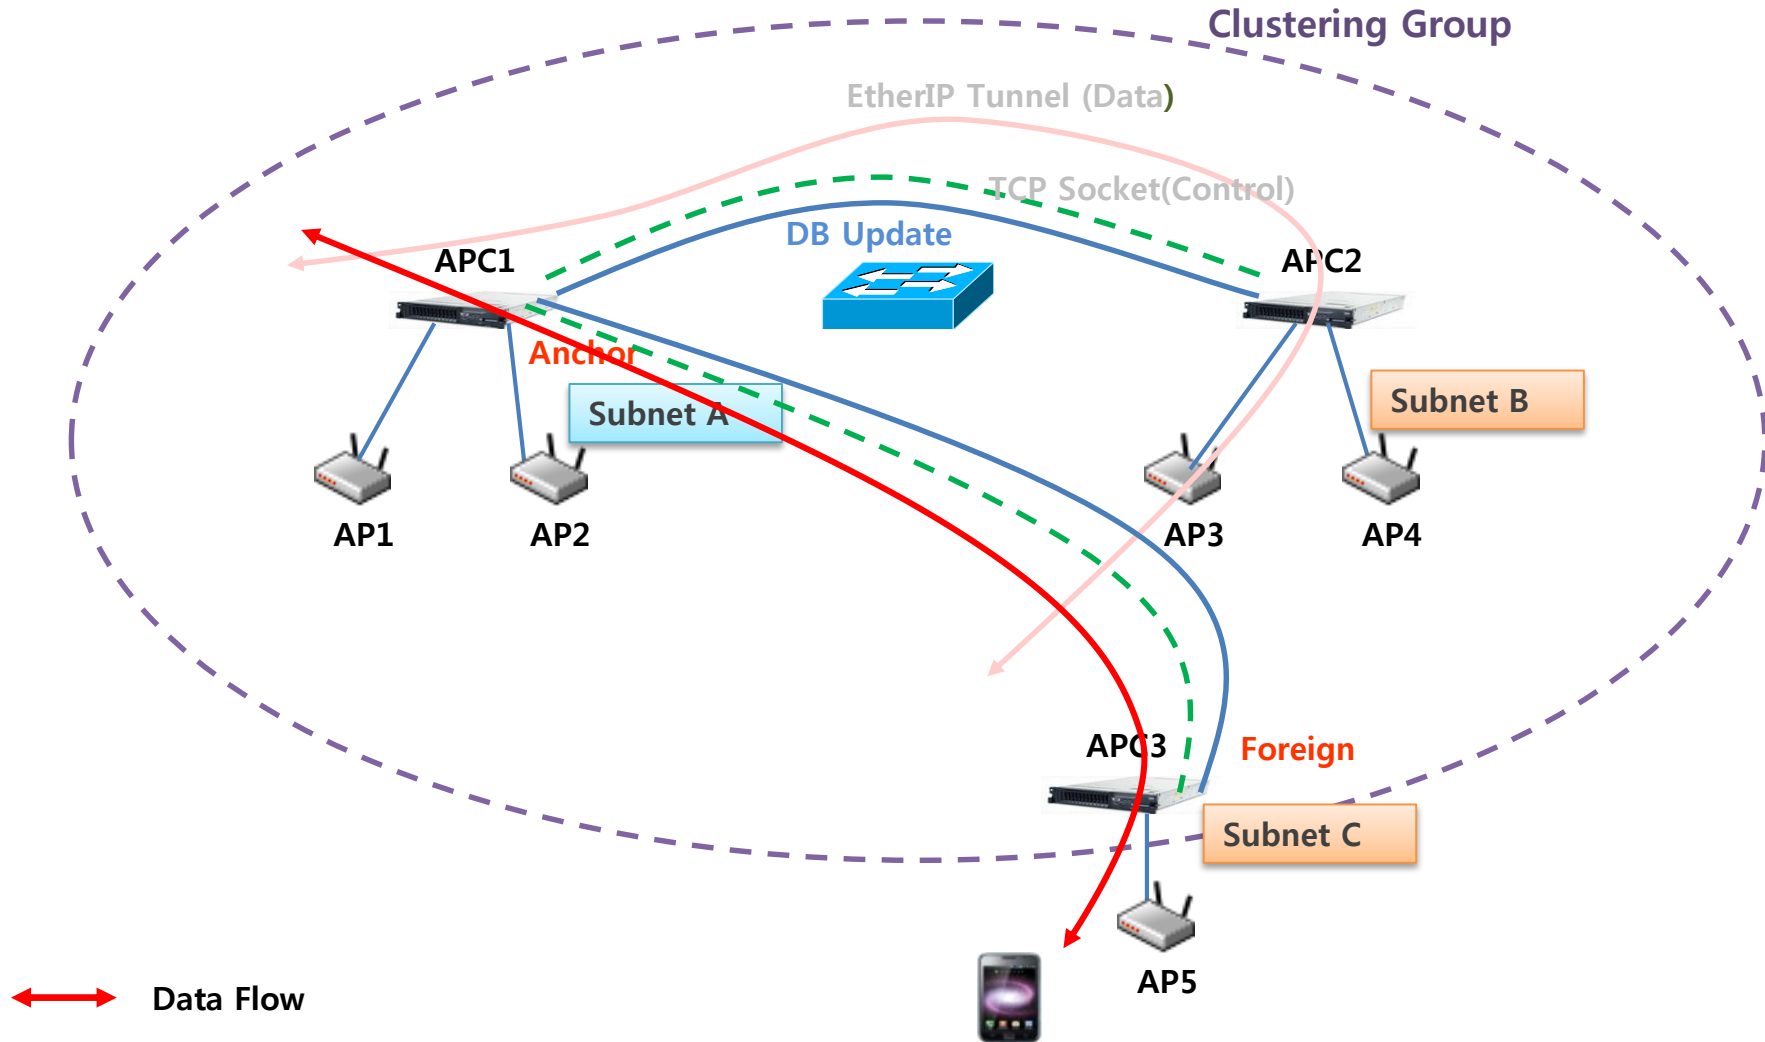 Clustering Group
EtherIP Tunnel (Data)
TCP Socket(Control)
DB Update
APC1
APC2
Anchor
Subnet A
Subnet B
AP1
AP2
AP3
AP4
APC3
Foreign
Subnet C
AP5
Data Flow